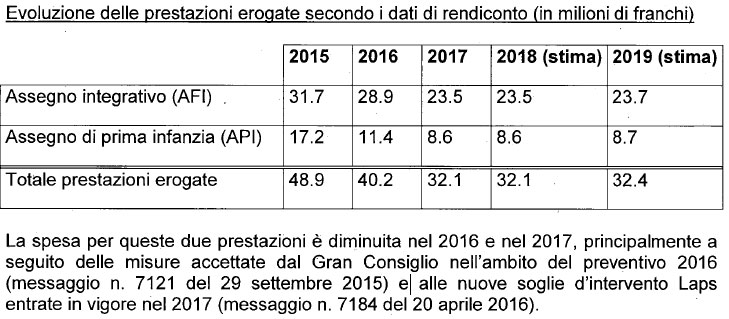 Evoluzione delle prestazioni erogate secondo i dati di rendiconto (in milioni di franchi)
2015 2016 2017 2018 (stima) 2019 (stima)
Assegno integrativo (AFI) 31.7 28.9 23.5 23.5 23.7
Assegno di prima infanzia (API) 17.2 11.4 8.6 8.6 8.7
Totale prestazioni erogate 48.9 40.2 32.1 32.1 32.4
La spesa per queste due prestazioni è diminuita nel 2016 e nel 2017, principalmente a
seguito delle misure accettate dal Gran Consiglio nell'ambito del preventivo 2016
(messaggio n. 7121 del 29 settembre 2015) e alle nuove soglie d'intervento Laps
entrate in vigore nel 2017 (messaggio n. 7184 del 20 aprile 2016).